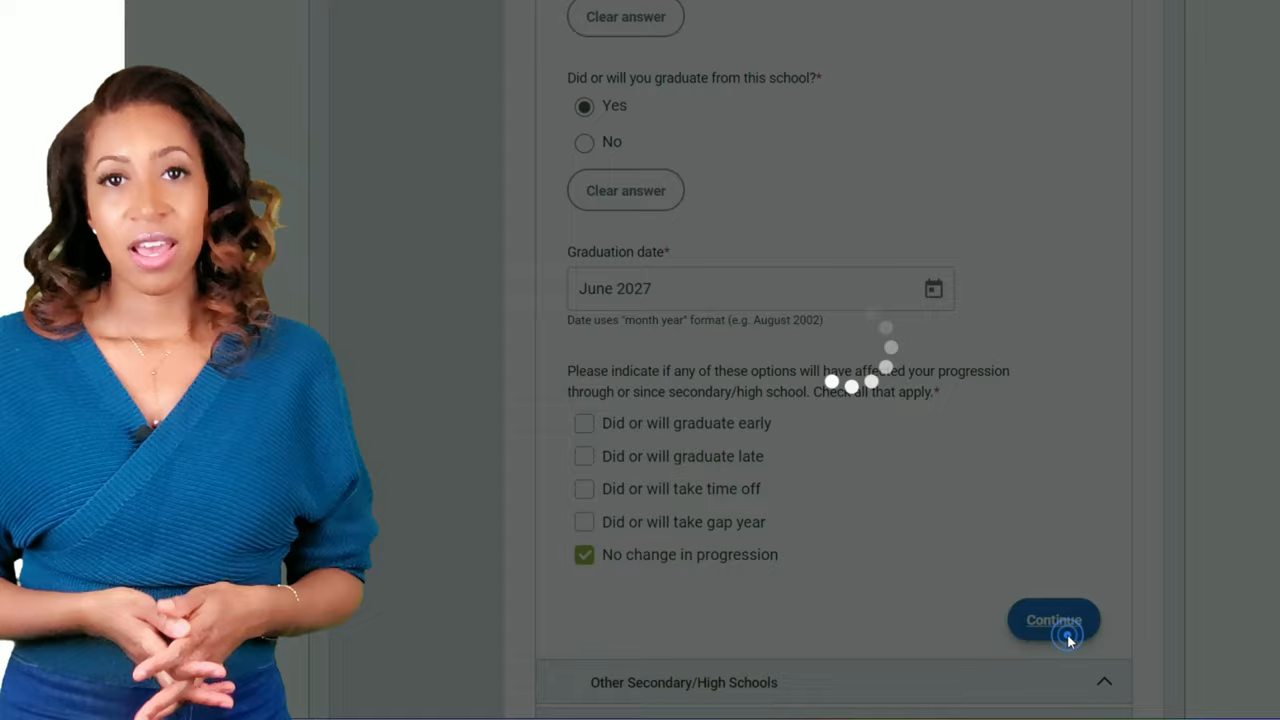 Clear answer
Did or will you graduate from this school?*
Yes
No
Clear answer
Graduation date*
June 2027
Date uses "month year" format (e.g. August 2002)
Please indicate if any of these options will have affected your progression
through or since secondary/high school. Check all that apply.*
Did or will graduate early
Did or will graduate late
Did or will take time off
Did or will take gap year
No change in progression
Continue
Other Secondary/High Schools